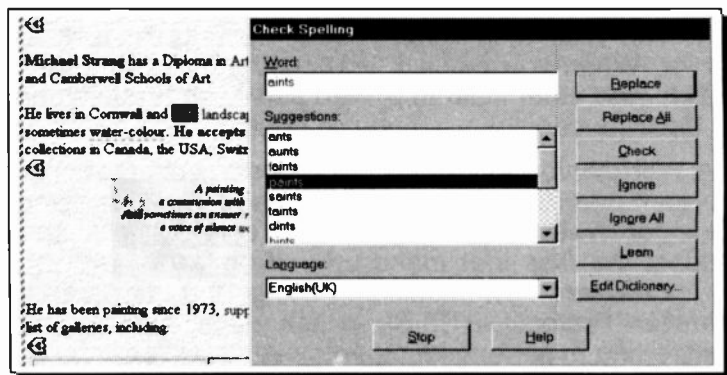 Michael Strang has a Diploma in Art
and Camberwell Schools of Art
He lives in Cornwall and landscap
sometimes water-colour. He accepts
collections in Canada, the USA, Switz
A painting
a communion with
And sometimes an answer
a voice of silence
He has been painting since 1973, supp
list of galleries, including:
Check Spelling
Word:
aints
Suggestions:
ants
aunts
faints
paints
saints
taints
dints
hints
Language:
English(UK)
Replace
Replace All
Check
Ignore
Ignore All
Learn
Edit Dictionary...
Stop
Help